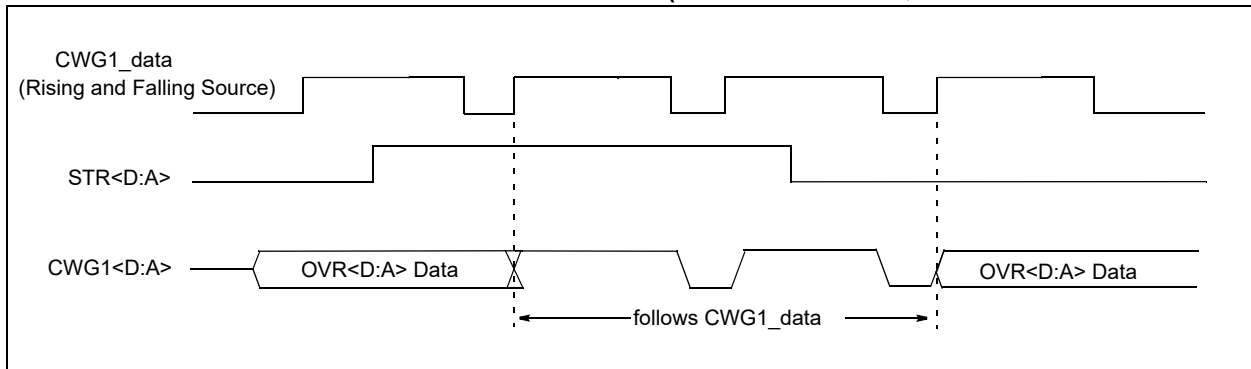 CWG1_data
(Rising and Falling Source)
STR<D:A>
CWG1<D:A>
OVR<D:A> Data
OVR<D:A> Data
follows CWG1_data